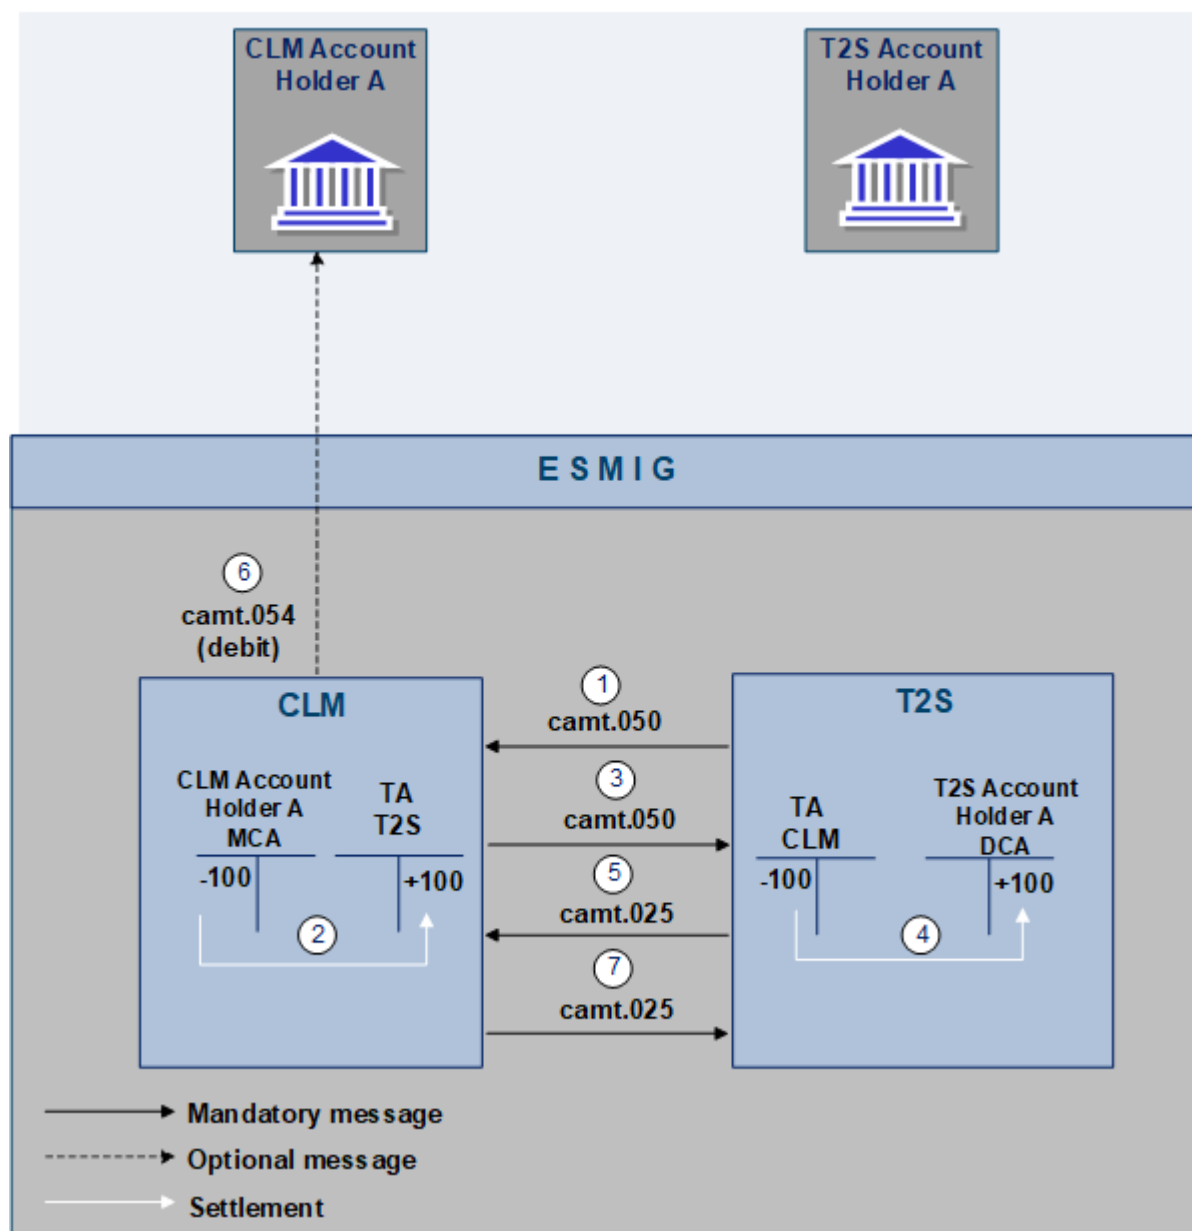 CLM Account
Holder A
T2S Account
Holder A
ESMIG
6
camt.054
(debit)
CLM
CLM Account
Holder A
MCA
TA
T2S
-100
+100
2
1
camt.050
3
camt.050
5
camt.025
7
camt.025
T2S
TA
CLM
T2S Account
Holder A
DCA
-100
+100
4
Mandatory message
Optional message
Settlement